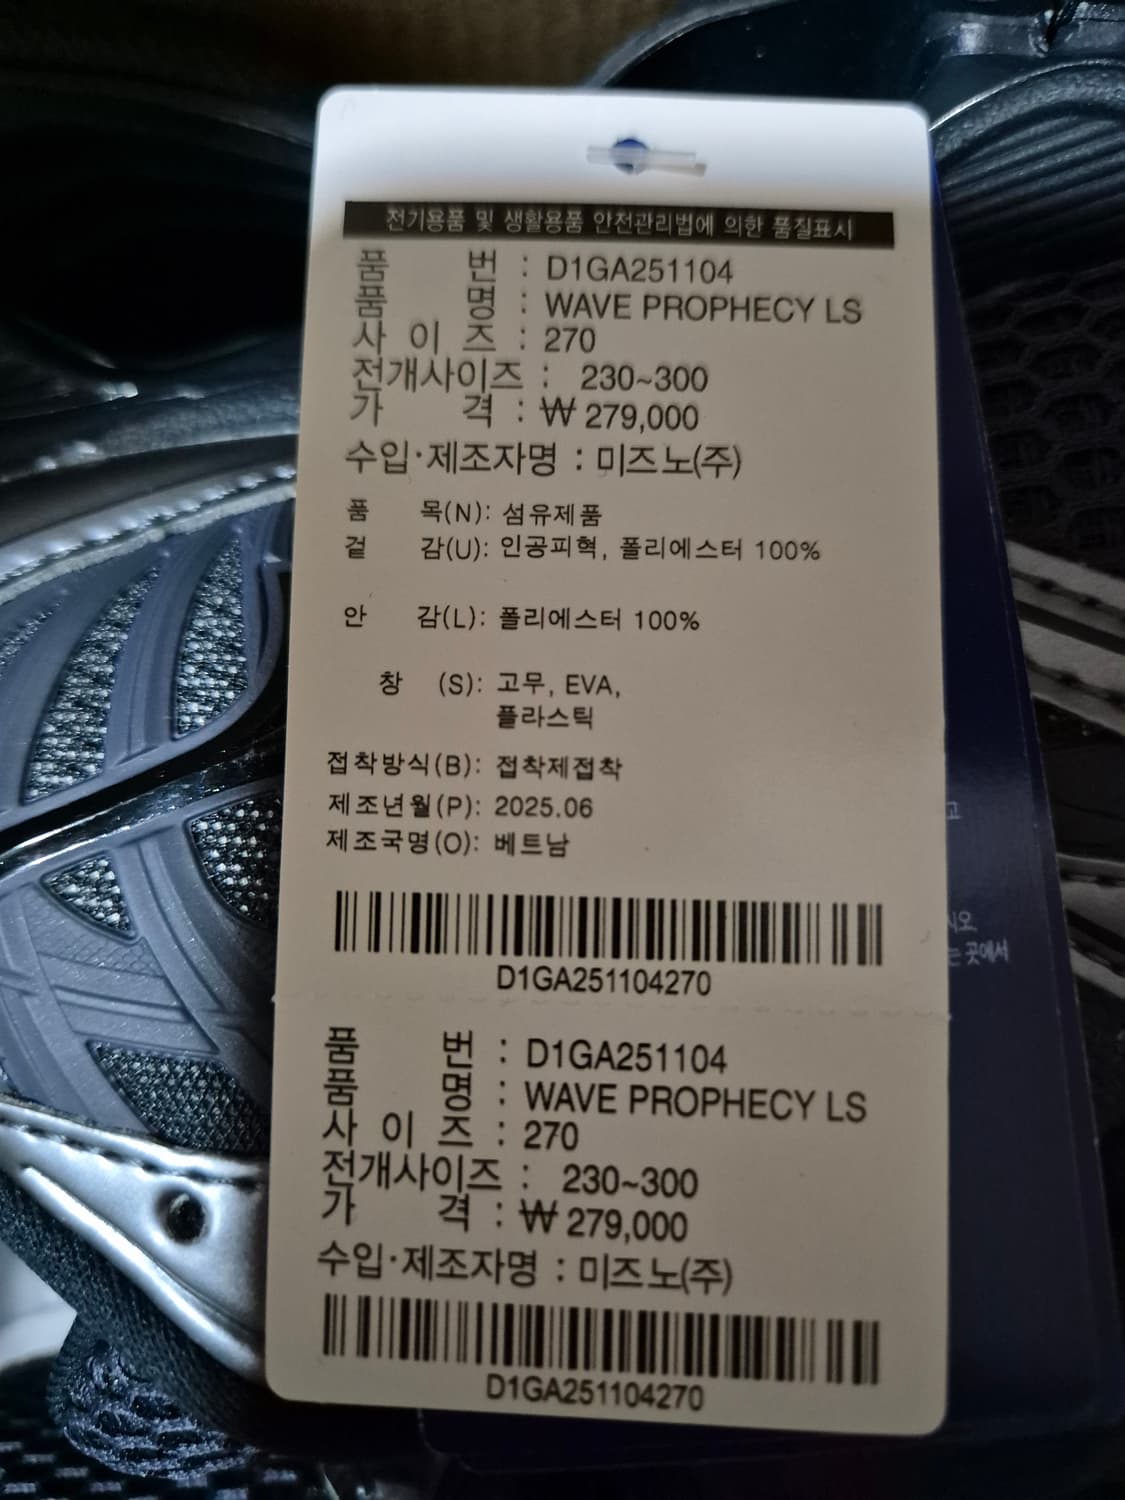 전기용품 및 생활용품 안전관리법에 의한 품질표시
품 번 : D1GA251104
품 명 : WAVE PROPHECY LS
사 이 즈 : 270
전개사이즈 : 230~300
가 격 : ₩ 279,000
수입·제조자명 : 미즈노(주)
품 목(N): 섬유제품
겉 감(U): 인공피혁, 폴리에스터 100%
안 감(L): 폴리에스터 100%
창 (S): 고무, EVA,
플라스틱
접착방식(B): 접착제접착
제조년월(P): 2025.06
제조국명(O): 베트남
D1GA251104270
품 번 : D1GA251104
품 명 : WAVE PROPHECY LS
사 이 즈 : 270
전개사이즈 : 230~300
가 격 : ₩ 279,000
수입·제조자명 : 미즈노(주)
D1GA251104270
고
시오.
는 곳에서